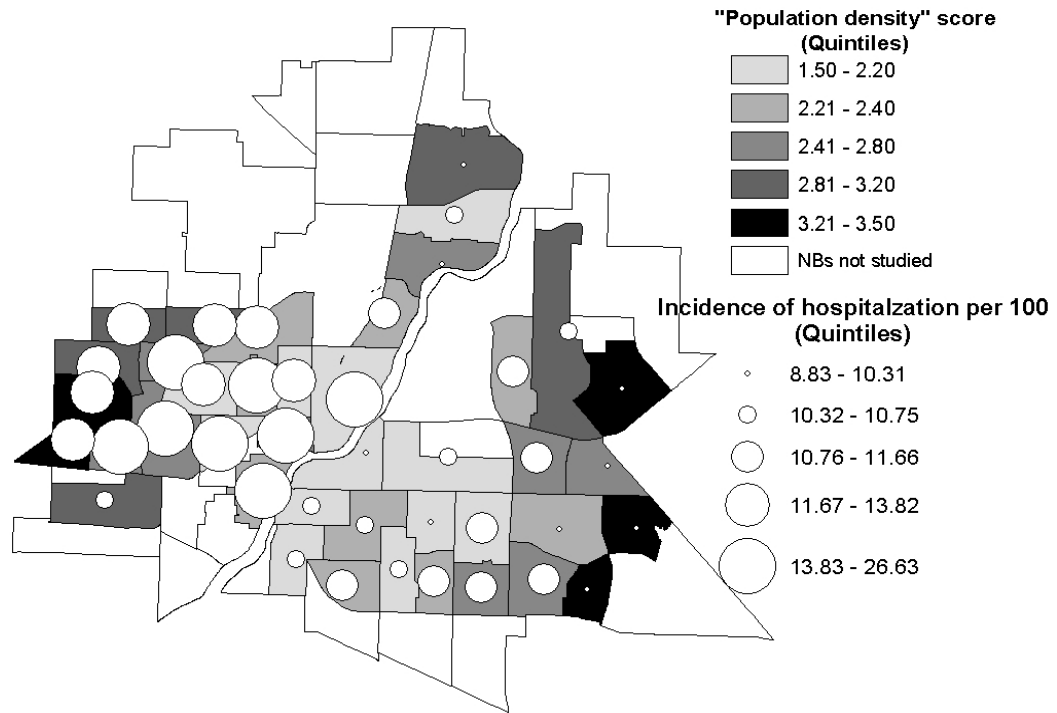 "Population density" score
(Quintiles)
1.50 - 2.20
2.21 - 2.40
2.41 - 2.80
2.81 - 3.20
3.21 - 3.50
NBs not studied
Incidence of hospitalzation per 100
(Quintiles)
8.83 - 10.31
10.32 - 10.75
10.76 - 11.66
11.67 - 13.82
13.83 - 26.63